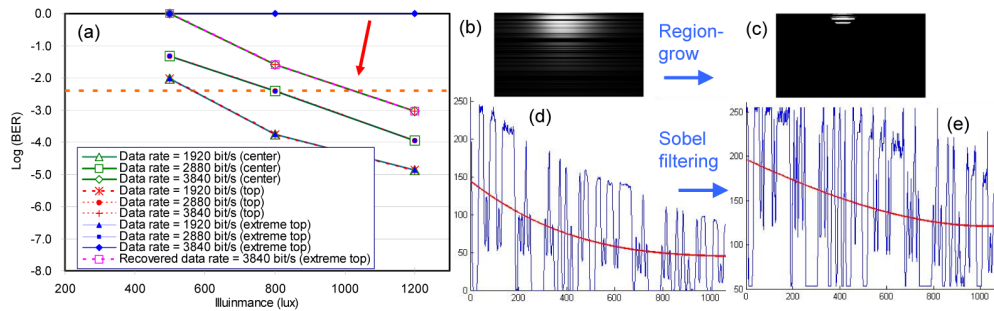 (a)
0.0
-1.0
-2.0
-3.0
-4.0
-5.0
-6.0
-7.0
-8.0
Log (BER)
Data rate = 1920 bit/s (center)
Data rate = 2880 bit/s (center)
Data rate = 3840 bit/s (center)
Data rate = 1920 bit/s (top)
Data rate = 2880 bit/s (top)
Data rate = 3840 bit/s (top)
Data rate = 1920 bit/s (extreme top)
Data rate = 2880 bit/s (extreme top)
Data rate = 3840 bit/s (extreme top)
Recovered data rate = 3840 bit/s (extreme top)
200 400 600 800 1000 1200
Illuinmance (lux)
(b)
Region-
grow
(c)
(d)
250
200
150
100
50
0
0 200 400 600 800 1000
Sobel
filtering
(e)
250
200
150
100
50
0 200 400 600 800 1000